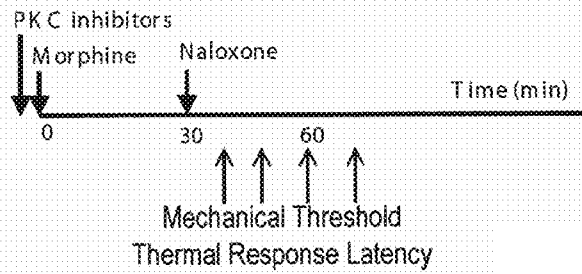 PKC inhibitors
Morphine
Naloxone
Time (min)
0
30
60
Mechanical Threshold
Thermal Response Latency